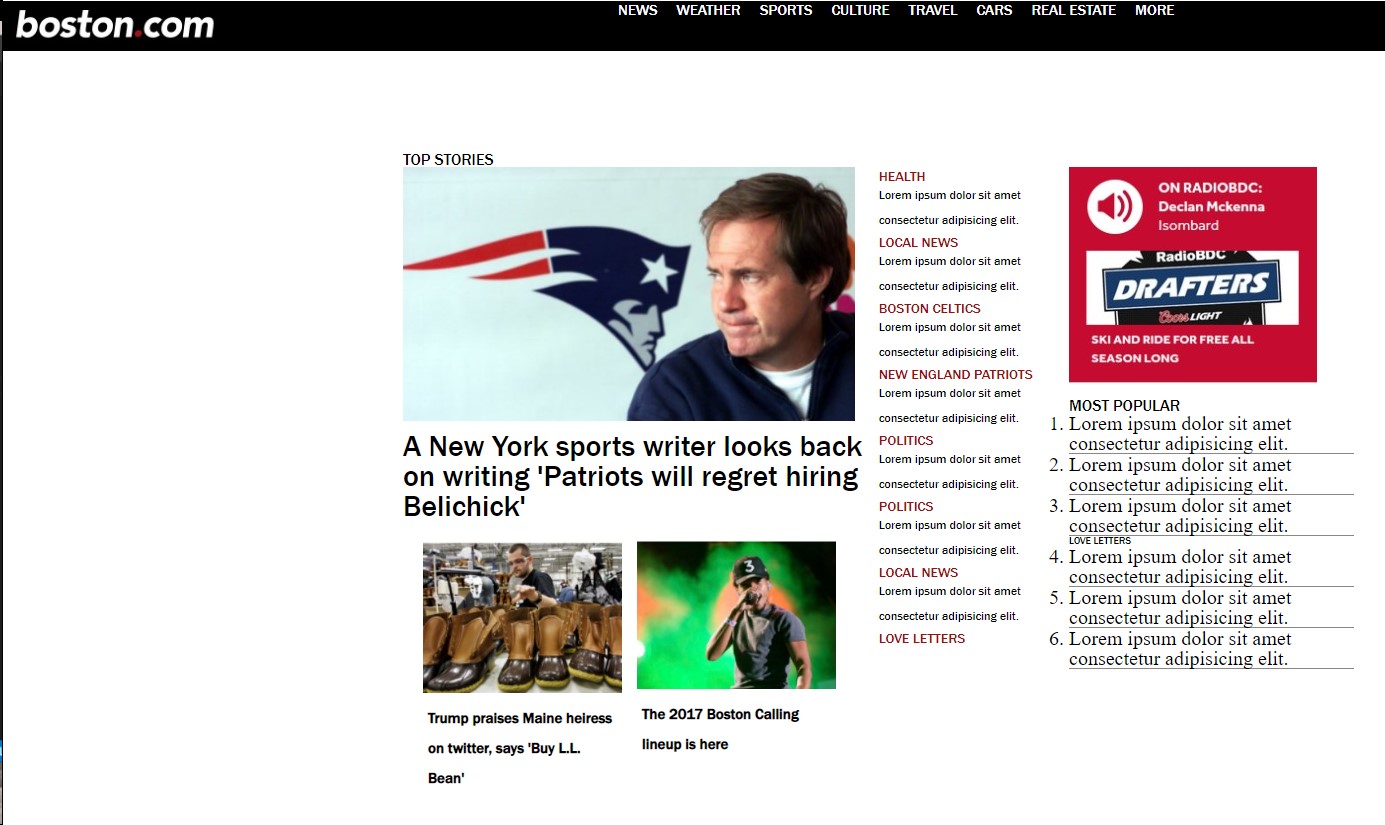 boston.com
NEWS WEATHER SPORTS CULTURE TRAVEL CARS REAL ESTATE MORE
TOP STORIES
A New York sports writer looks back
on writing 'Patriots will regret hiring
Belichick'
3
Trump praises Maine heiress
on twitter, says 'Buy L.L.
Bean'
The 2017 Boston Calling
lineup is here
HEALTH
Lorem ipsum dolor sit amet
consectetur adipisicing elit.
LOCAL NEWS
Lorem ipsum dolor sit amet
consectetur adipisicing elit.
BOSTON CELTICS
Lorem ipsum dolor sit amet
consectetur adipisicing elit.
NEW ENGLAND PATRIOTS
Lorem ipsum dolor sit amet
consectetur adipisicing elit.
POLITICS
Lorem ipsum dolor sit amet
consectetur adipisicing elit.
POLITICS
Lorem ipsum dolor sit amet
consectetur adipisicing elit.
LOCAL NEWS
Lorem ipsum dolor sit amet
consectetur adipisicing elit.
LOVE LETTERS
ON RADIOBDC:
Declan Mckenna
Isombard
RadioBDC
DRAFTERS
Coors LIGHT
SKI AND RIDE FOR FREE ALL
SEASON LONG
MOST POPULAR
1. Lorem ipsum dolor sit amet
consectetur adipisicing elit.
2. Lorem ipsum dolor sit amet
consectetur adipisicing elit.
3. Lorem ipsum dolor sit amet
consectetur adipisicing elit.
LOVE LETTERS
4. Lorem ipsum dolor sit amet
consectetur adipisicing elit.
5. Lorem ipsum dolor sit amet
consectetur adipisicing elit.
6. Lorem ipsum dolor sit amet
consectetur adipisicing elit.